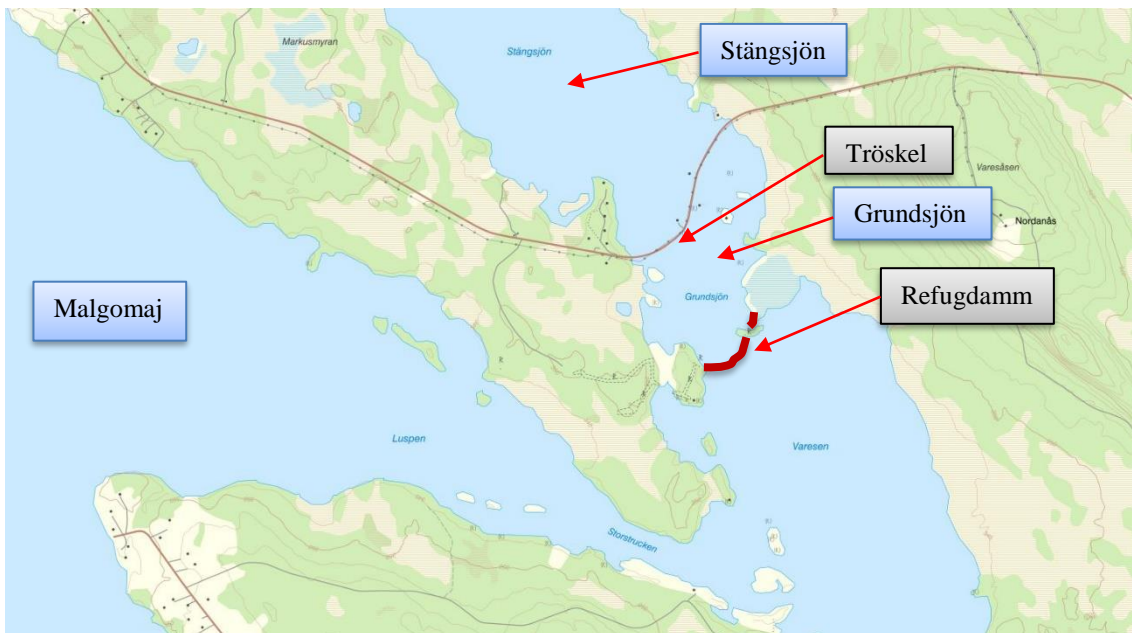 Markusmyran
Stängsjön
Stängsjön
Tröskel
Varesåsen
Grundsjön
Nordanås
Malgomaj
Grundsjön
Refugdamm
Luspen
Varesen
Storstrucken